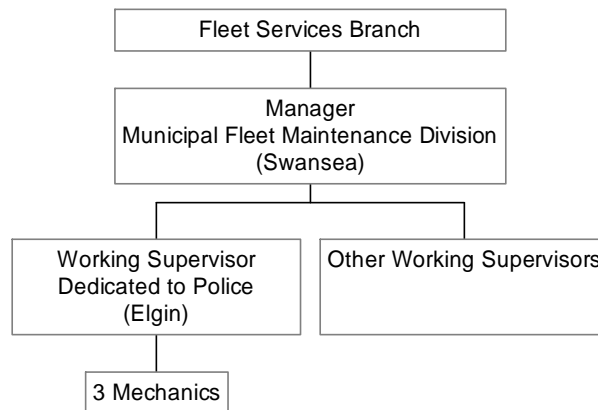 Fleet Services Branch
Manager
Municipal Fleet Maintenance Division
(Swansea)
Working Supervisor
Dedicated to Police
(Elgin)
Other Working Supervisors
3 Mechanics